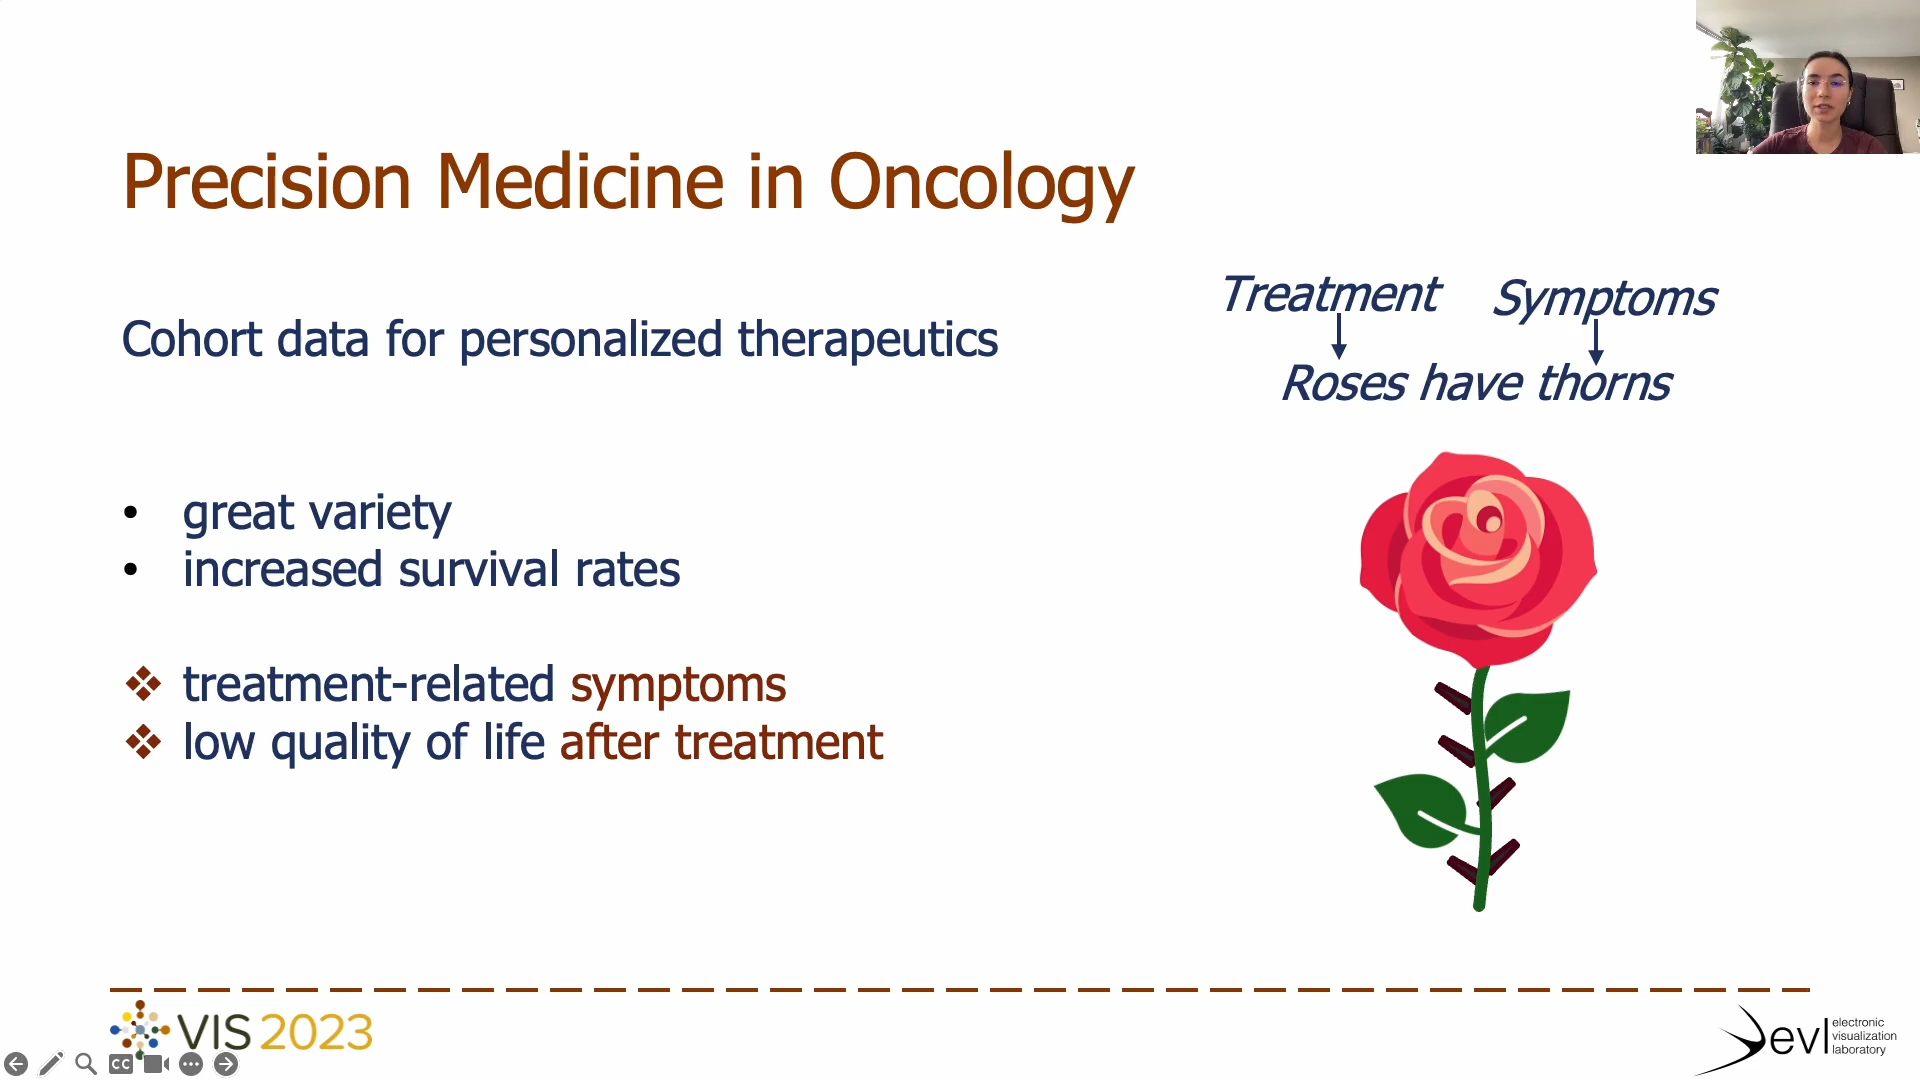 Precision Medicine in Oncology
Cohort data for personalized therapeutics
• great variety
• increased survival rates
❖ treatment-related symptoms
❖ low quality of life after treatment
Treatment Symptoms
Roses have thorns
VIS 2023
CC
evl electronic
visualization
laboratory